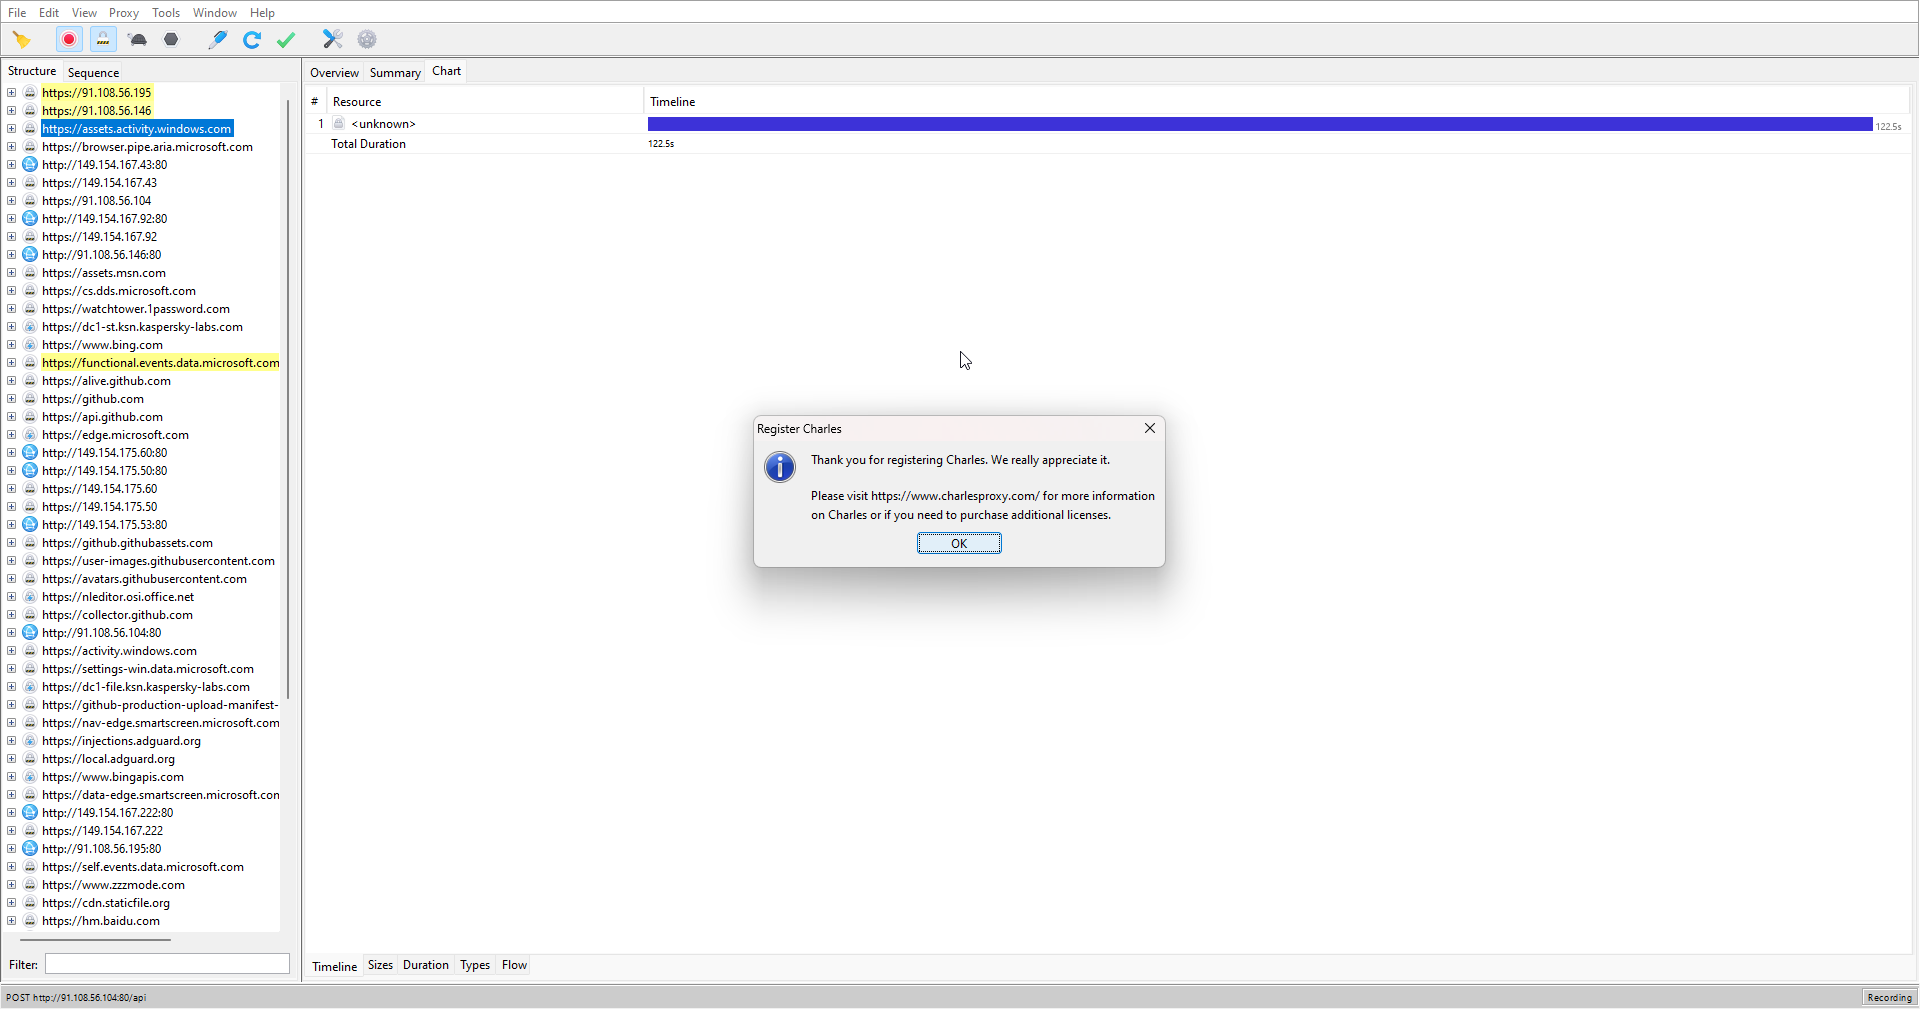 File Edit View Proxy Tools Window Help
Structure Sequence
https://91.108.56.195
https://91.108.56.146
https://assets.activity.windows.com
https://browser.pipe.aria.microsoft.com
http://149.154.167.43:80
https://149.154.167.43
https://91.108.56.104
http://149.154.167.92:80
https://149.154.167.92
http://91.108.56.146:80
https://assets.msn.com
https://cs.dds.microsoft.com
https://watchtower.1password.com
https://dc1-st.ksn.kaspersky-labs.com
https://www.bing.com
https://functional.events.data.microsoft.com
https://alive.github.com
https://github.com
https://api.github.com
https://edge.microsoft.com
http://149.154.175.60:80
http://149.154.175.50:80
https://149.154.175.60
https://149.154.175.50
http://149.154.175.53:80
https://github.githubassets.com
https://user-images.githubusercontent.com
https://avatars.githubusercontent.com
https://nleditor.osi.office.net
https://collector.github.com
http://91.108.56.104:80
https://activity.windows.com
https://settings-win.data.microsoft.com
https://dc1-file.ksn.kaspersky-labs.com
https://github-production-upload-manifest-
https://nav-edge.smartscreen.microsoft.com
https://injections.adguard.org
https://local.adguard.org
https://www.bingapis.com
https://data-edge.smartscreen.microsoft.con
http://149.154.167.222:80
https://149.154.167.222
http://91.108.56.195:80
https://self.events.data.microsoft.com
https://www.zzzmode.com
https://cdn.staticfile.org
https://hm.baidu.com
Filter:
Overview Summary Chart
# Resource Timeline
1 <unknown> 122.5s
Total Duration 122.5s
Register Charles
Thank you for registering Charles. We really appreciate it.
Please visit https://www.charlesproxy.com/ for more information
on Charles or if you need to purchase additional licenses.
OK
Timeline Sizes Duration Types Flow
POST http://91.108.56.104:80/api
Recording